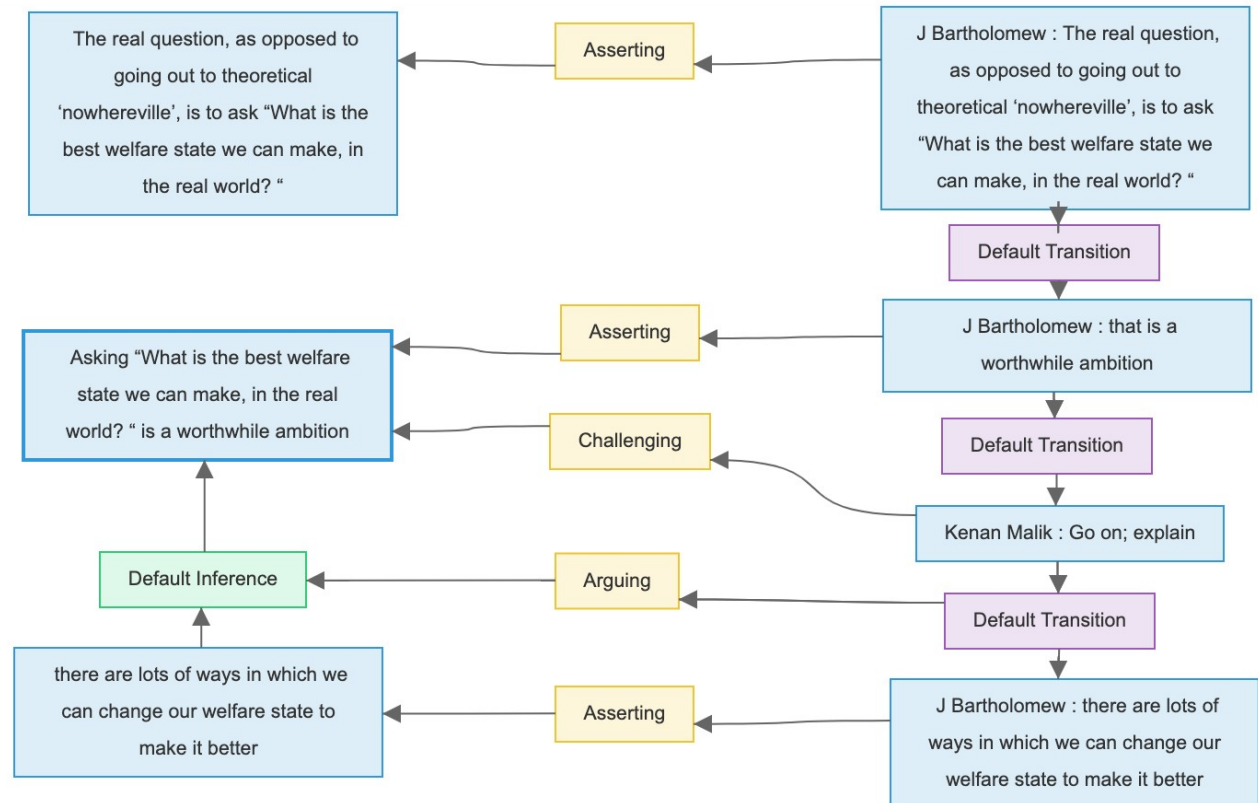 The real question, as opposed to
going out to theoretical
‘nowhereville’, is to ask “What is the
best welfare state we can make, in
the real world? “
Asserting
J Bartholomew : The real question,
as opposed to going out to
theoretical ‘nowhereville’, is to ask
“What is the best welfare state we
can make, in the real world? “
Default Transition
Asking “What is the best welfare
state we can make, in the real
world? “ is a worthwhile ambition
Asserting
J Bartholomew : that is a
worthwhile ambition
Challenging
Default Transition
Kenan Malik : Go on; explain
Default Inference
Arguing
Default Transition
there are lots of ways in which we
can change our welfare state to
make it better
Asserting
J Bartholomew : there are lots of
ways in which we can change our
welfare state to make it better